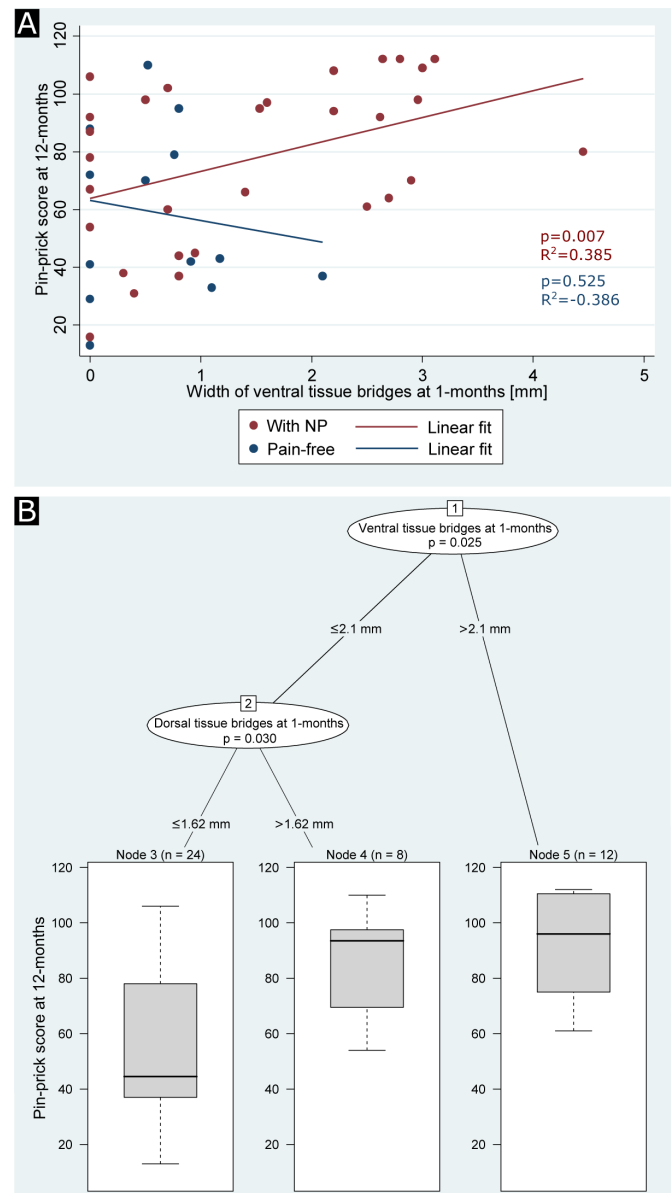 A
Pin-prick score at 12-months
120
100
80
60
40
20
p=0.007
R²=0.385
p=0.525
R²=-0.386
0 1 2 3 4 5
Width of ventral tissue bridges at 1-months [mm]
With NP Linear fit
Pain-free Linear fit
B
1
Ventral tissue bridges at 1-months
p = 0.025
≤2.1 mm >2.1 mm
2
Dorsal tissue bridges at 1-months
p = 0.030
≤1.62 mm >1.62 mm
Node 3 (n = 24) Node 4 (n = 8) Node 5 (n = 12)
Pin-prick score at 12-months
120 120 120
100 100 100
80 80 80
60 60 60
40 40 40
20 20 20